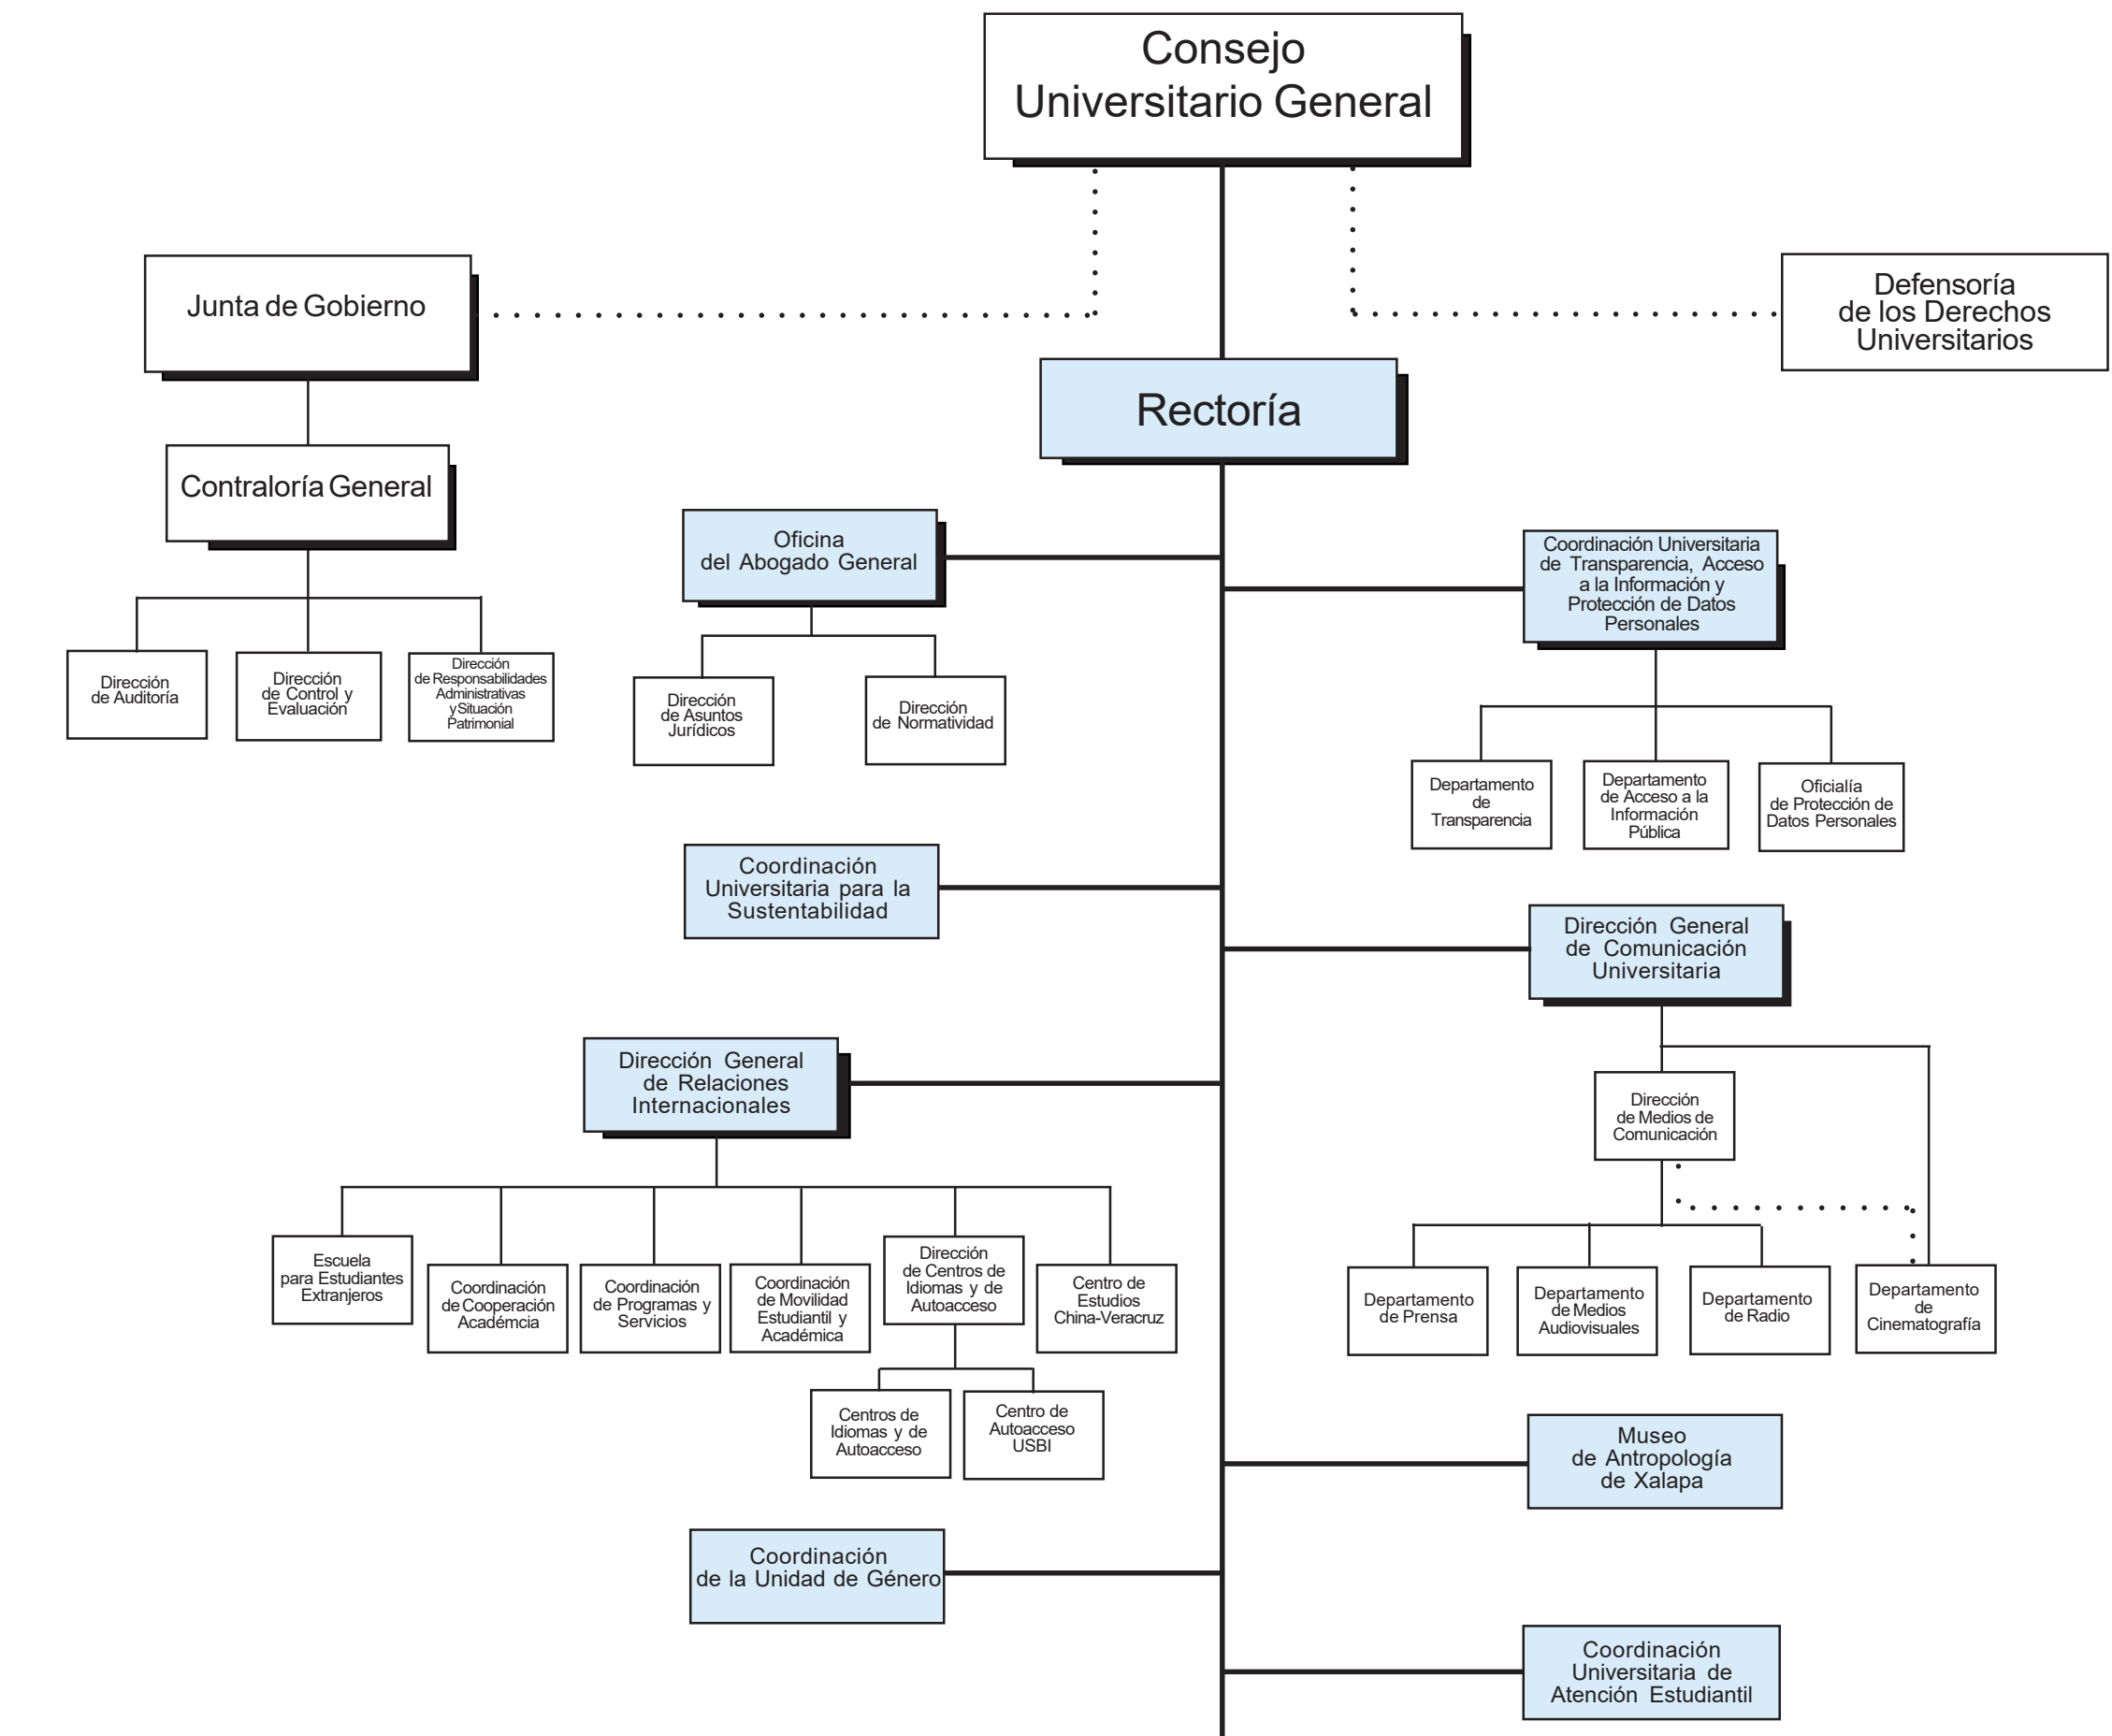 Consejo
Universitario General
Junta de Gobierno
Defensoría
de los Derechos
Universitarios
Rectoría
Contraloría General
Oficina
del Abogado General
Coordinación Universitaria
de Transparencia, Acceso
a la Información y
Protección de Datos
Personales
Dirección
de Auditoría
Dirección
de Control y
Evaluación
Dirección
de Responsabilidades
Administrativas
y Situación
Patrimonial
Dirección
de Asuntos
Jurídicos
Dirección
de Normatividad
Departamento
de
Transparencia
Departamento
de Acceso a la
Información
Pública
Oficialía
de Protección de
Datos Personales
Coordinación
Universitaria para la
Sustentabilidad
Dirección General
de Comunicación
Universitaria
Dirección General
de Relaciones
Internacionales
Dirección
de Medios de
Comunicación
Escuela
para Estudiantes
Extranjeros
Coordinación
de Cooperación
Académcia
Coordinación
de Programas y
Servicios
Coordinación
de Movilidad
Estudiantil y
Académica
Dirección
de Centros de
Idiomas y de
Autoacceso
Centro de
Estudios
China-Veracruz
Departamento
de Prensa
Departamento
de Medios
Audiovisuales
Departamento
de Radio
Departamento
de
Cinematografía
Centros de
Idiomas y de
Autoacceso
Centro de
Autoacceso
USBI
Museo
de Antropología
de Xalapa
Coordinación
de la Unidad de Género
Coordinación
Universitaria de
Atención Estudiantil